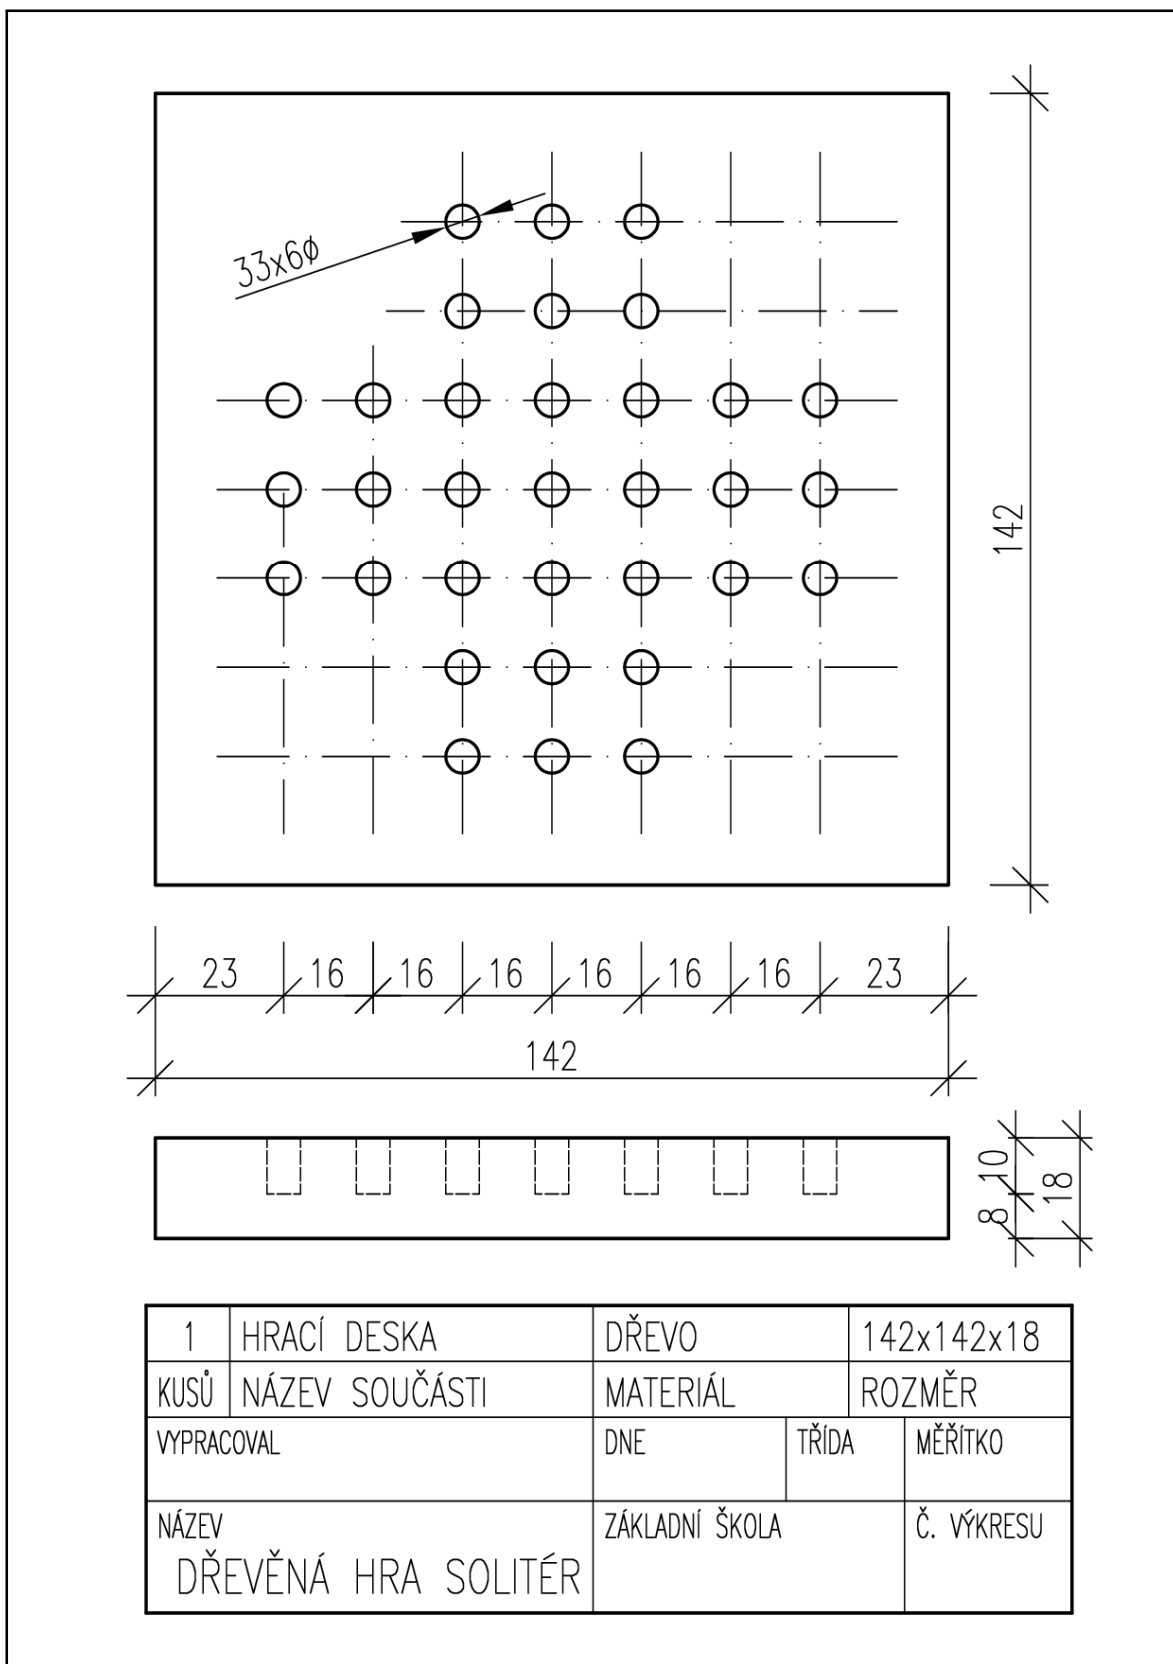 33x6ø
142
23 16 16 16 16 16 16 23
142
10
8
18
1 HRACÍ DESKA DŘEVO 142x142x18
KUSŮ NÁZEV SOUČÁSTI MATERIÁL ROZMĚR
VYPRACOVAL DNE TŘÍDA MĚŘÍTKO
NÁZEV ZÁKLADNÍ ŠKOLA Č. VÝKRESU
DŘEVĚNÁ HRA SOLITÉR